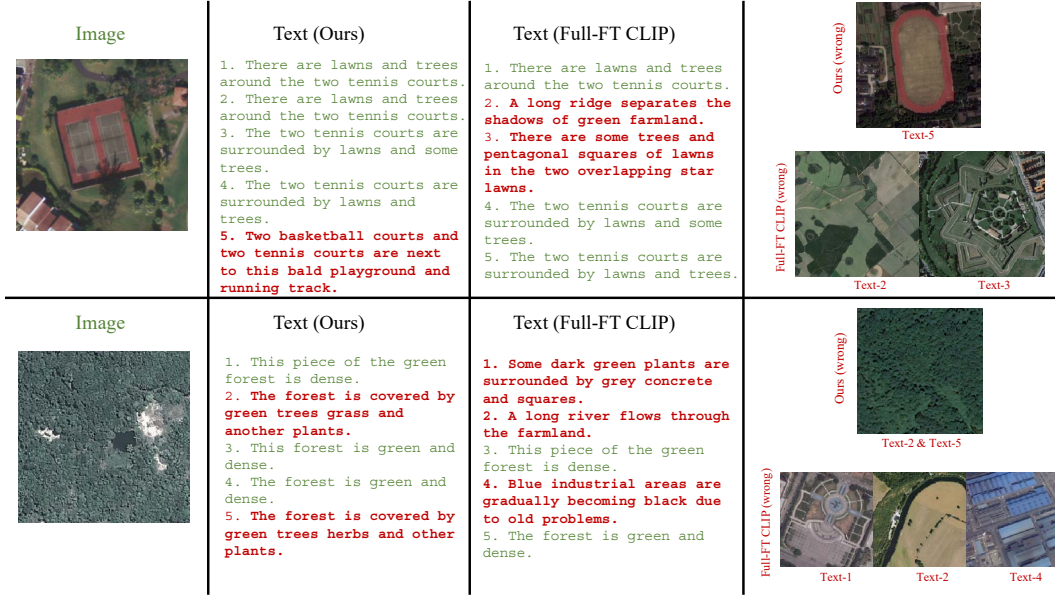 Image
Text (Ours)
Text (Full-FT CLIP)
1. There are lawns and trees
around the two tennis courts.
2. There are lawns and trees
around the two tennis courts.
3. The two tennis courts are
surrounded by lawns and some
trees.
4. The two tennis courts are
surrounded by lawns and
trees.
5. Two basketball courts and
two tennis courts are next
to this bald playground and
running track.
1. There are lawns and trees
around the two tennis courts.
2. A long ridge separates the
shadows of green farmland.
3. There are some trees and
pentagonal squares of lawns
in the two overlapping star
lawns.
4. The two tennis courts are
surrounded by lawns and some
trees.
5. The two tennis courts are
surrounded by lawns and trees.
Ours (wrong)
Text-5
Full-FT CLIP (wrong)
Text-2
Text-3
Image
Text (Ours)
Text (Full-FT CLIP)
1. This piece of the green
forest is dense.
2. The forest is covered by
green trees grass and
another plants.
3. This forest is green and
dense.
4. The forest is green and
dense.
5. The forest is covered by
green trees herbs and other
plants.
1. Some dark green plants are
surrounded by grey concrete
and squares.
2. A long river flows through
the farmland.
3. This piece of the green
forest is dense.
4. Blue industrial areas are
gradually becoming black due
to old problems.
5. The forest is green and
dense.
Ours (wrong)
Text-2 & Text-5
Full-FT CLIP (wrong)
Text-1
Text-2
Text-4